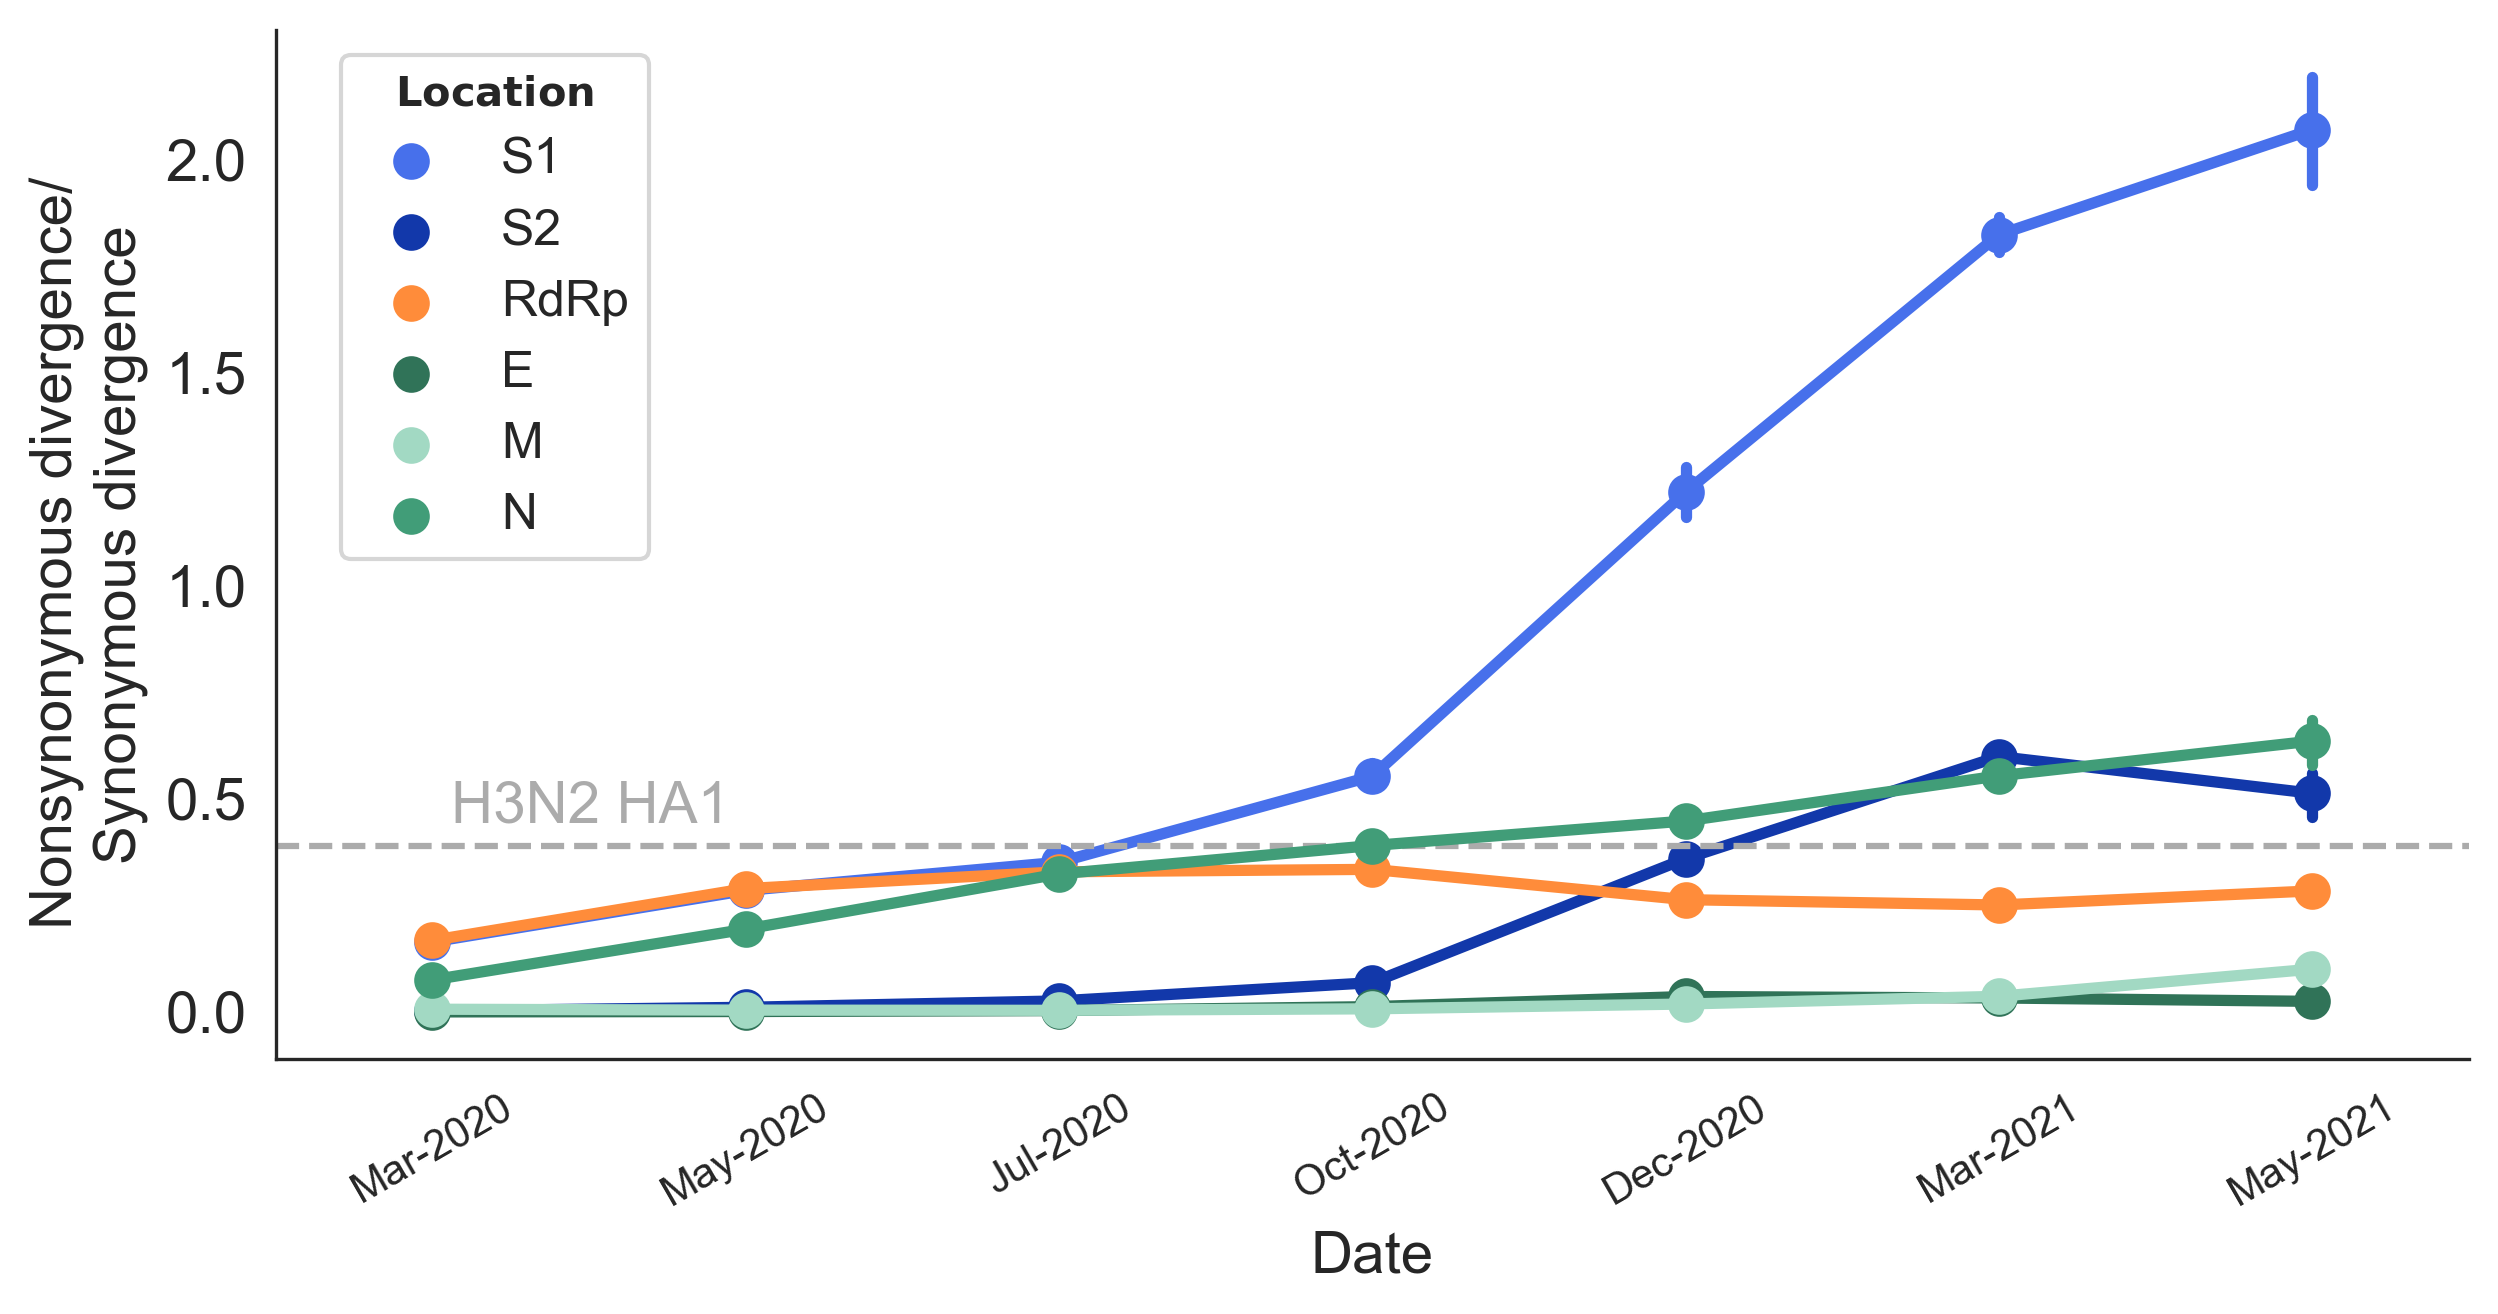 Nonsynonymous divergence/
Synonymous divergence
2.0
1.5
1.0
0.5
0.0
Location
S1
S2
RdRp
E
M
N
H3N2 HA1
Mar-2020
May-2020
Jul-2020
Oct-2020
Dec-2020
Mar-2021
May-2021
Date